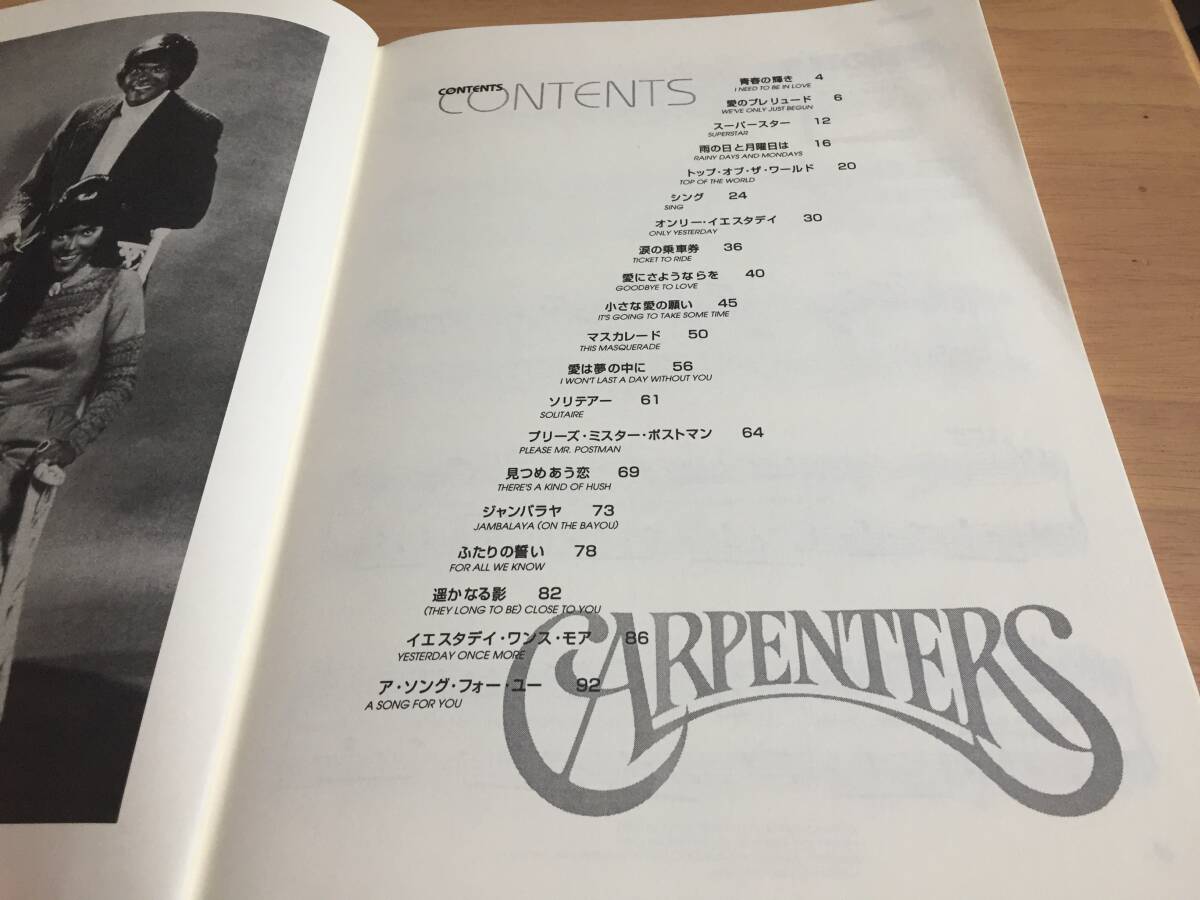 CONTENTS
CONTENTS
青春の輝き 4
I NEED TO BE IN LOVE
愛のプレリュード 6
WE'VE ONLY JUST BEGUN
スーパースター 12
SUPERSTAR
雨の日と月曜日は 16
RAINY DAYS AND MONDAYS
トップ・オブ・ザ・ワールド 20
TOP OF THE WORLD
シング 24
SING
オンリー・イエスタデイ 30
ONLY YESTERDAY
涙の乗車券 36
TICKET TO RIDE
愛にさようならを 40
GOODBYE TO LOVE
小さな愛の願い 45
IT'S GOING TO TAKE SOME TIME
マスカレード 50
THIS MASQUERADE
愛は夢の中に 56
I WON'T LAST A DAY WITHOUT YOU
ソリテアー 61
SOLITAIRE
プリーズ・ミスター・ポストマン 64
PLEASE MR. POSTMAN
見つめあう恋 69
THERE'S A KIND OF HUSH
ジャンバラヤ 73
JAMBALAYA (ON THE BAYOU)
ふたりの誓い 78
FOR ALL WE KNOW
遥かなる影 82
(THEY LONG TO BE) CLOSE TO YOU
イエスタデイ・ワンス・モア 86
YESTERDAY ONCE MORE
ア・ソング・フォー・ユー 92
A SONG FOR YOU
CARPENTERS